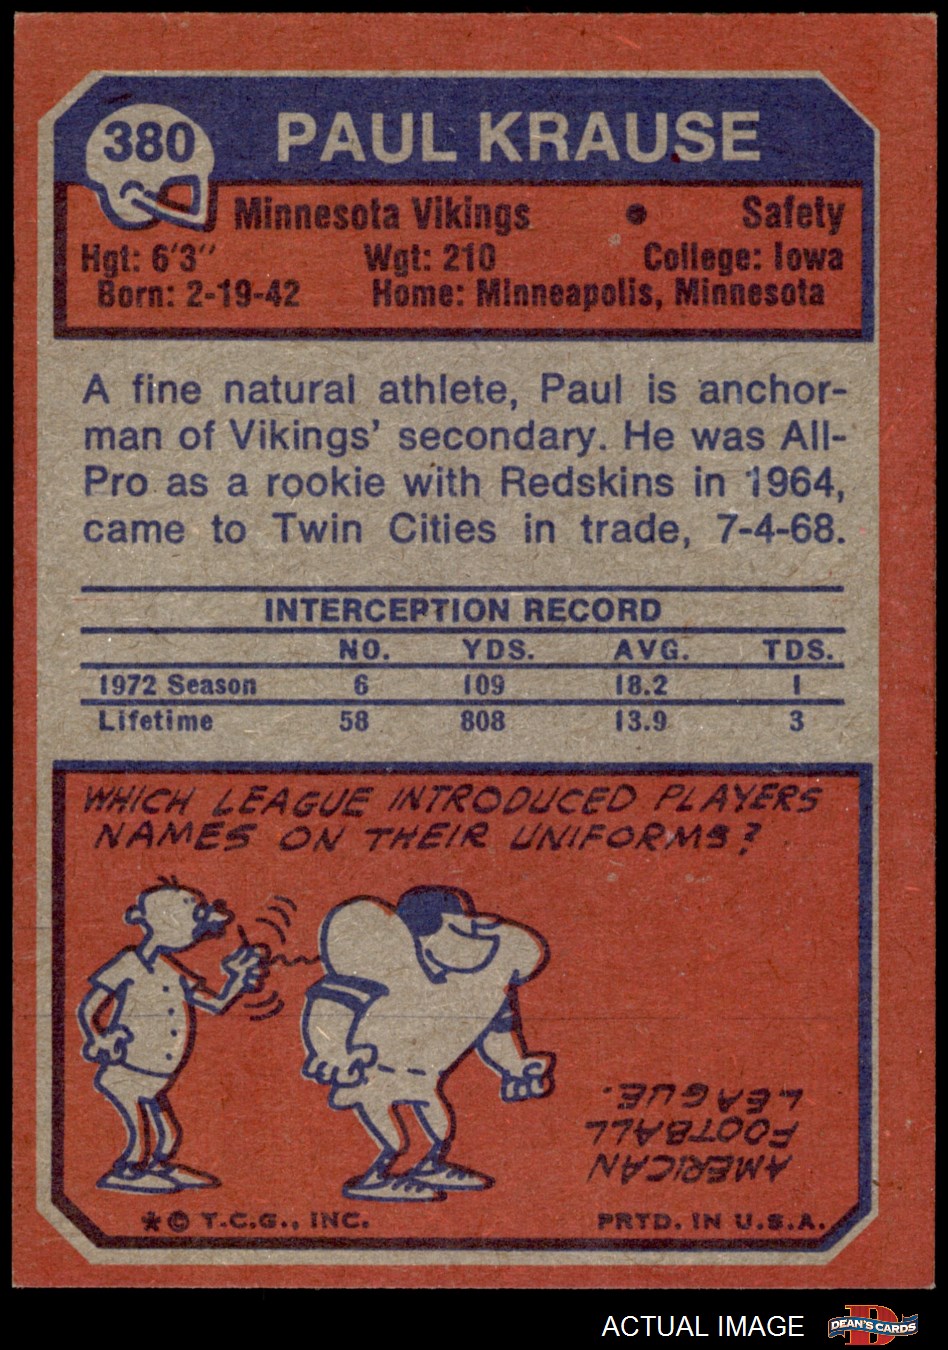 380
PAUL KRAUSE
Minnesota Vikings • Safety
Hgt: 6'3" Wgt: 210 College: Iowa
Born: 2-19-42 Home: Minneapolis, Minnesota
A fine natural athlete, Paul is anchor-
man of Vikings' secondary. He was All-
Pro as a rookie with Redskins in 1964,
came to Twin Cities in trade, 7-4-68.
INTERCEPTION RECORD
NO. YDS. AVG. TDS.
1972 Season 6 109 18.2 1
Lifetime 58 808 13.9 3
WHICH LEAGUE INTRODUCED PLAYERS
NAMES ON THEIR UNIFORMS?
AMERICAN
FOOTBALL
LEAGUE.
*© T.C.G., INC. PRTD. IN U.S.A.
ACTUAL IMAGE
D
DEAN'S CARDS